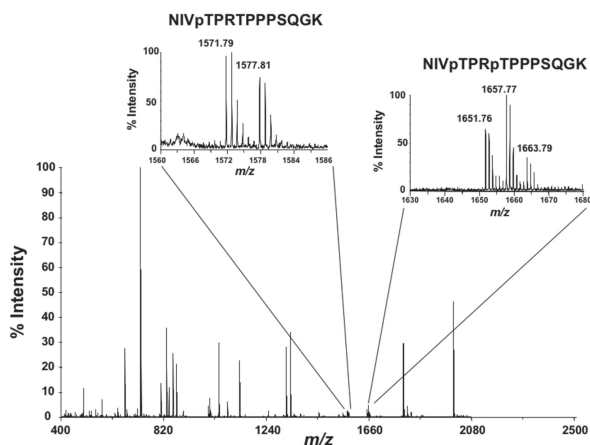 NIVpTPRTPPPSQGK
NIVpTPRpTPPPSQGK
100
1571.79
1577.81
% Intensity
50
0
1560 1566 1572 1578 1584 1586
m/z
100
1657.77
1651.76
1663.79
% Intensity
50
0
1630 1640 1650 1660 1670 1680
m/z
100
90
80
70
60
50
40
30
20
10
0
% Intensity
400 820 1240 1660 2080 2500
m/z